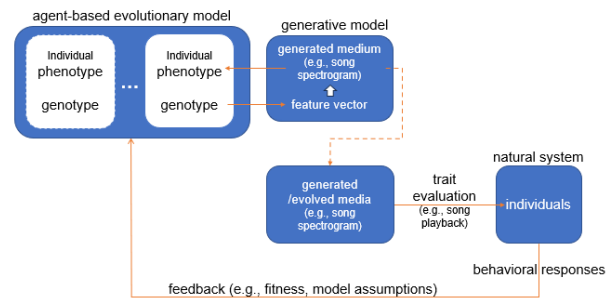 agent-based evolutionary model
Individual
phenotype
genotype
...
Individual
phenotype
genotype
generative model
generated medium
(e.g., song
spectrogram)
feature vector
generated
/evolved media
(e.g., song
spectrogram)
trait
evaluation
(e.g., song
playback)
natural system
individuals
behavioral responses
feedback (e.g., fitness, model assumptions)